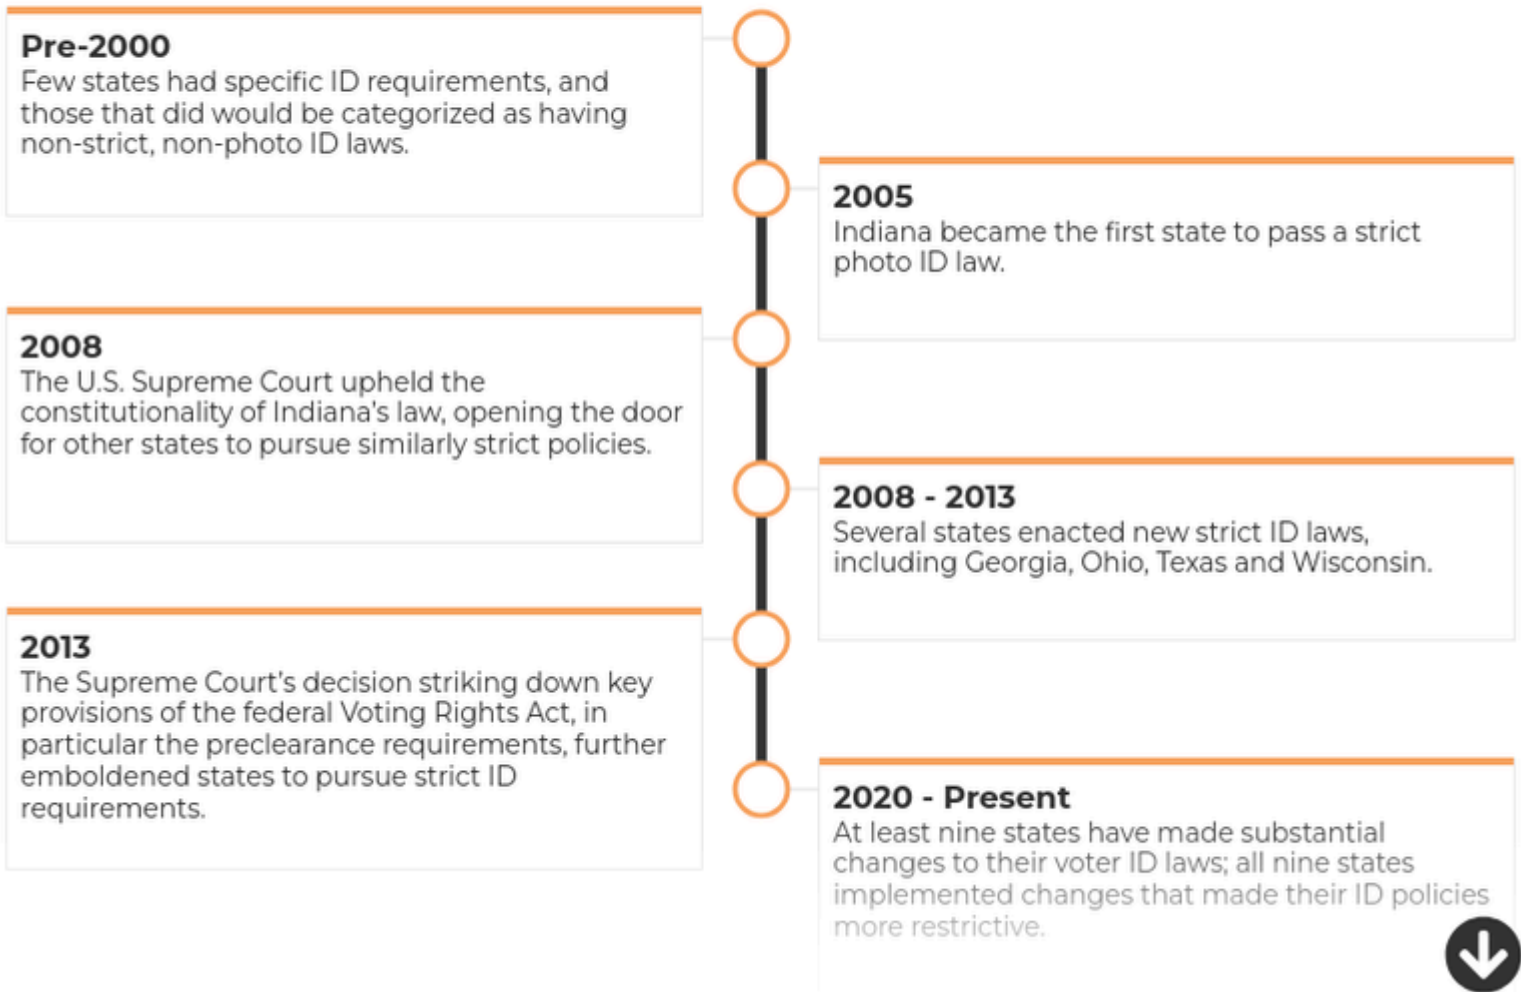 Pre-2000
Few states had specific ID requirements, and
those that did would be categorized as having
non-strict, non-photo ID laws.
2005
Indiana became the first state to pass a strict
photo ID law.
2008
The U.S. Supreme Court upheld the
constitutionality of Indiana's law, opening the door
for other states to pursue similarly strict policies.
2008 - 2013
Several states enacted new strict ID laws,
including Georgia, Ohio, Texas and Wisconsin.
2013
The Supreme Court's decision striking down key
provisions of the federal Voting Rights Act, in
particular the preclearance requirements, further
emboldened states to pursue strict ID
requirements.
2020 - Present
At least nine states have made substantial
changes to their voter ID laws; all nine states
implemented changes that made their ID policies
more restrictive.